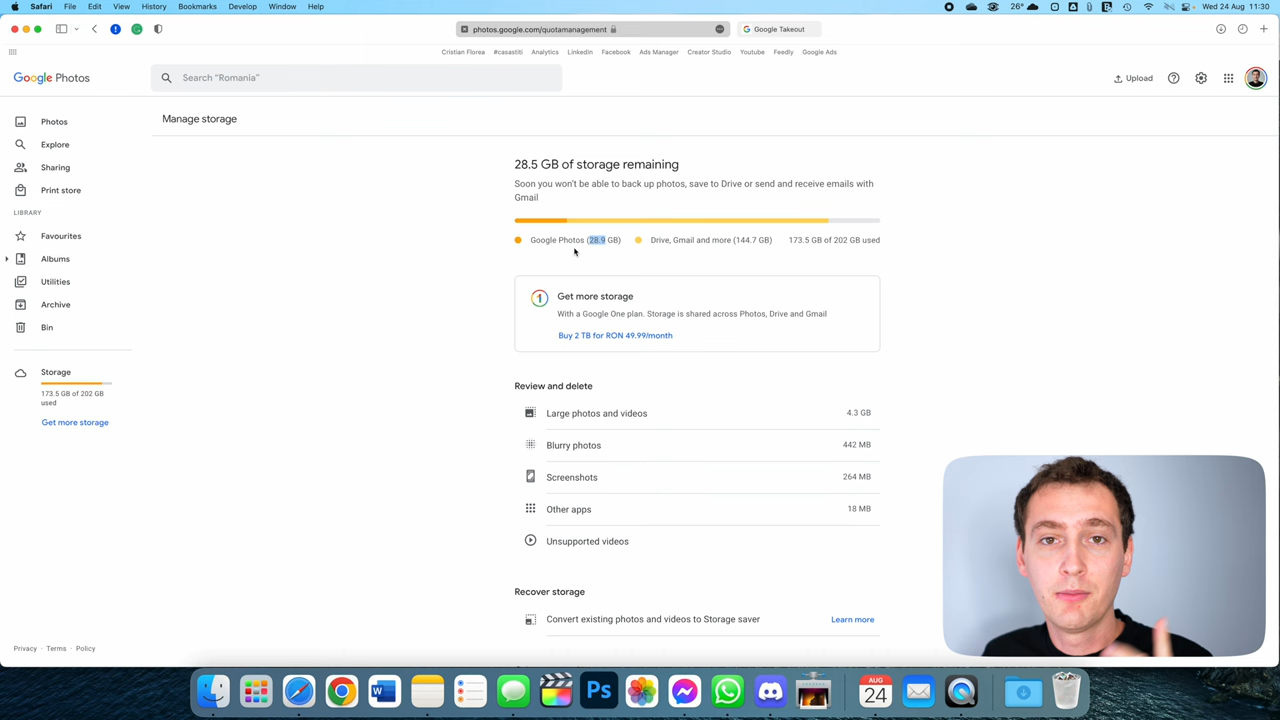 Safari File Edit View History Bookmarks Develop Window Help
26° Wed 24 Aug 11:30
photos.google.com/quotamanagement
Google Takeout
Cristian Florea #casastiti Analytics LinkedIn Facebook Ads Manager Creator Studio Youtube Feedly Google Ads
Google Photos
Search "Romania"
Upload
Photos
Explore
Sharing
Print store
LIBRARY
Favourites
Albums
Utilities
Archive
Bin
Storage
173.5 GB of 202 GB
used
Get more storage
Privacy · Terms · Policy
Manage storage
28.5 GB of storage remaining
Soon you won't be able to back up photos, save to Drive or send and receive emails with
Gmail
Google Photos (28.9 GB) Drive, Gmail and more (144.7 GB) 173.5 GB of 202 GB used
1
Get more storage
With a Google One plan. Storage is shared across Photos, Drive and Gmail
Buy 2 TB for RON 49.99/month
Review and delete
Large photos and videos 4.3 GB
Blurry photos 442 MB
Screenshots 264 MB
Other apps 18 MB
Unsupported videos
Recover storage
Convert existing photos and videos to Storage saver Learn more
W
Ps
AUG
24